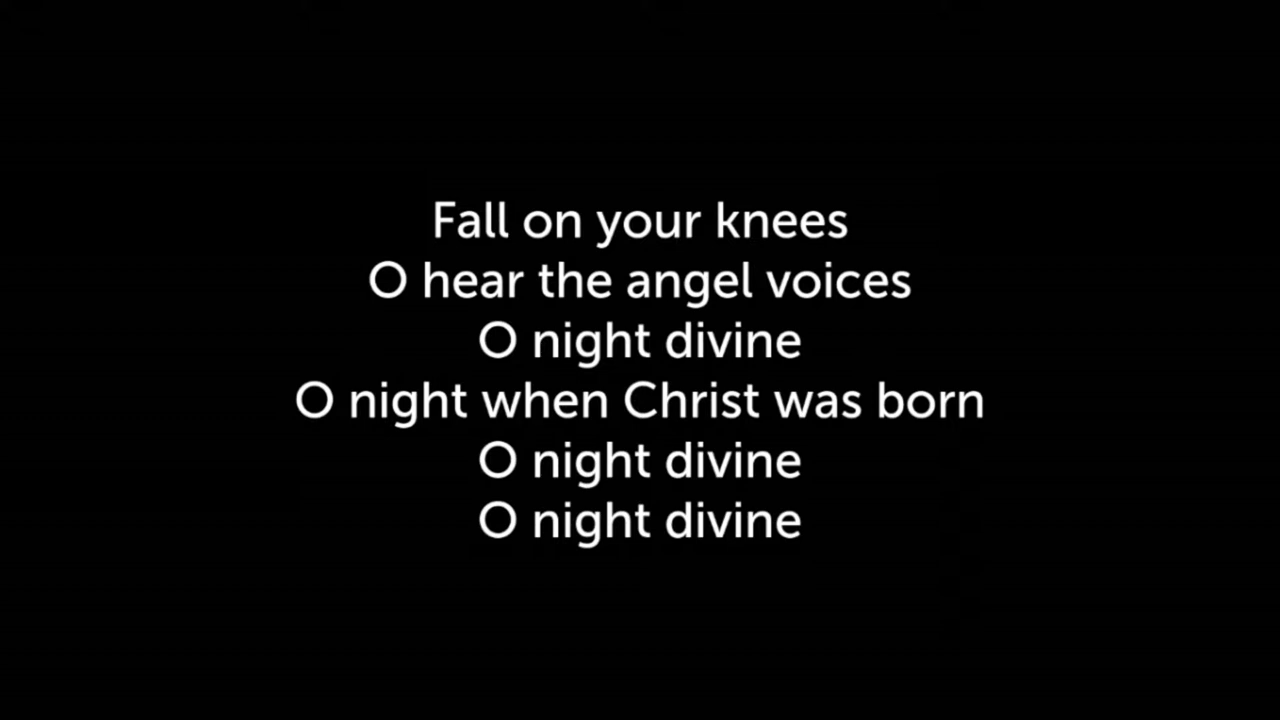 Fall on your knees
O hear the angel voices
O night divine
O night when Christ was born
O night divine
O night divine